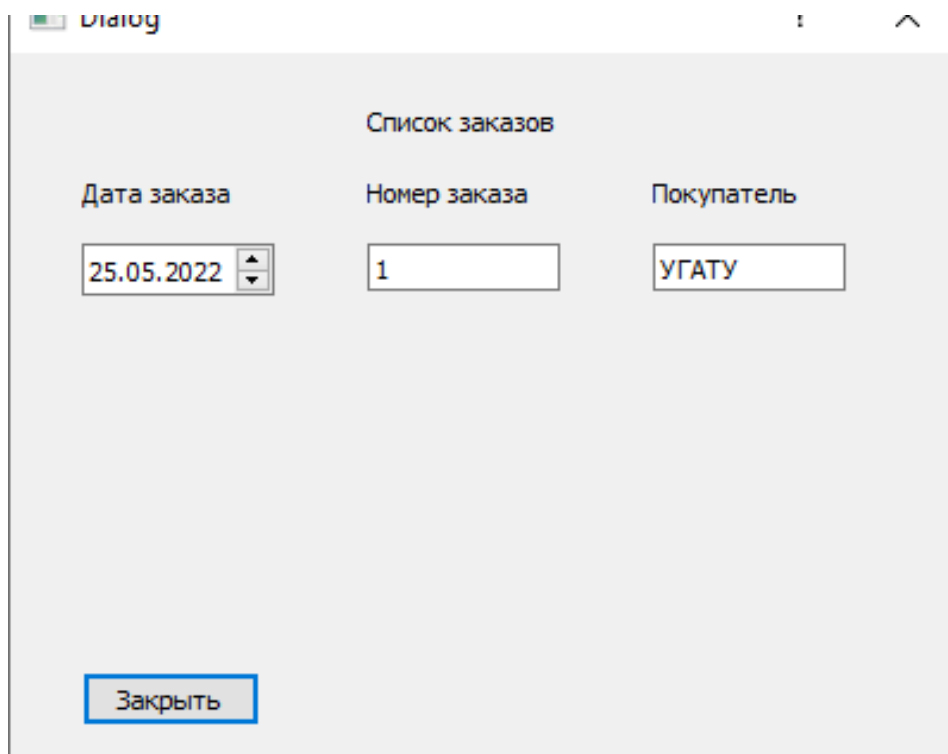 Dialog
Список заказов
Дата заказа Номер заказа Покупатель
25.05.2022 1 УГАТУ
Закрыть